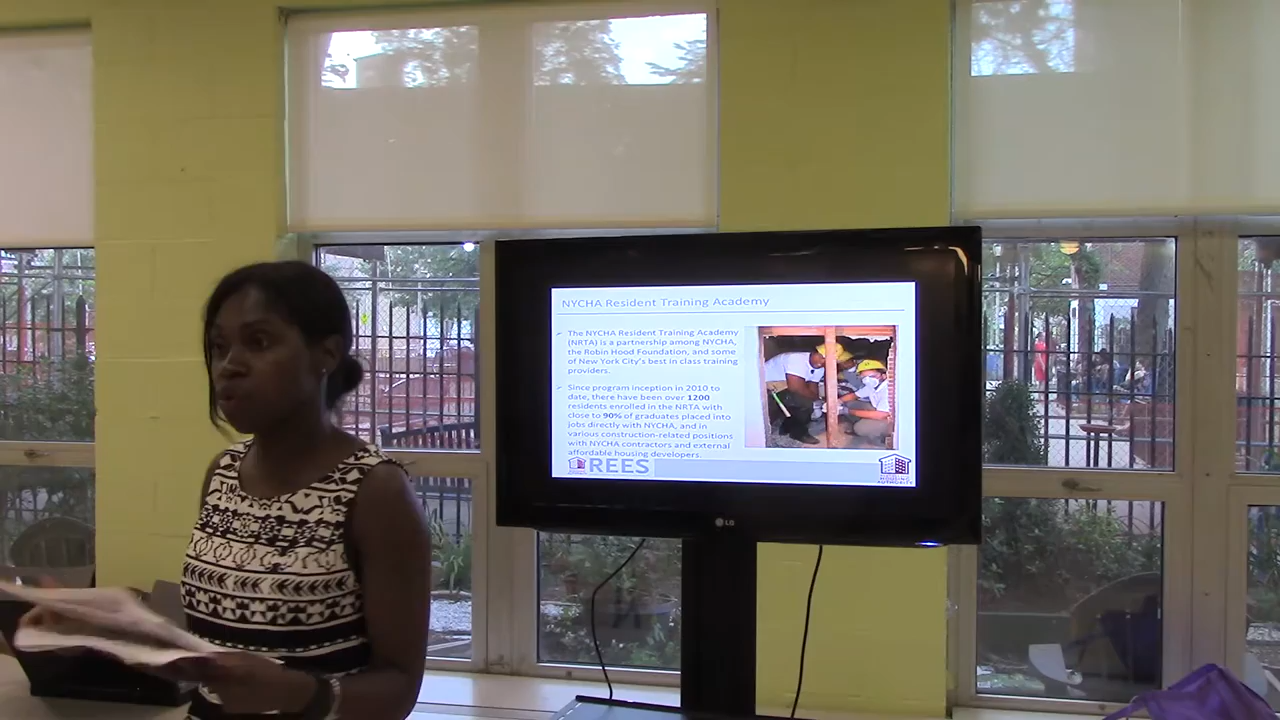 NYCHA Resident Training Academy
The NYCHA Resident Training Academy
(NRTA) is a partnership among NYCHA,
the Robin Hood Foundation, and some
of New York City's best in class training
providers.
Since program inception in 2010 to
date, there have been over 1200
residents enrolled in the NRTA with
close to 90% of graduates placed into
jobs directly with NYCHA, and in
various construction-related positions
with NYCHA contractors and external
affordable housing developers.
REES
HOUSING
AUTHORITY
LG